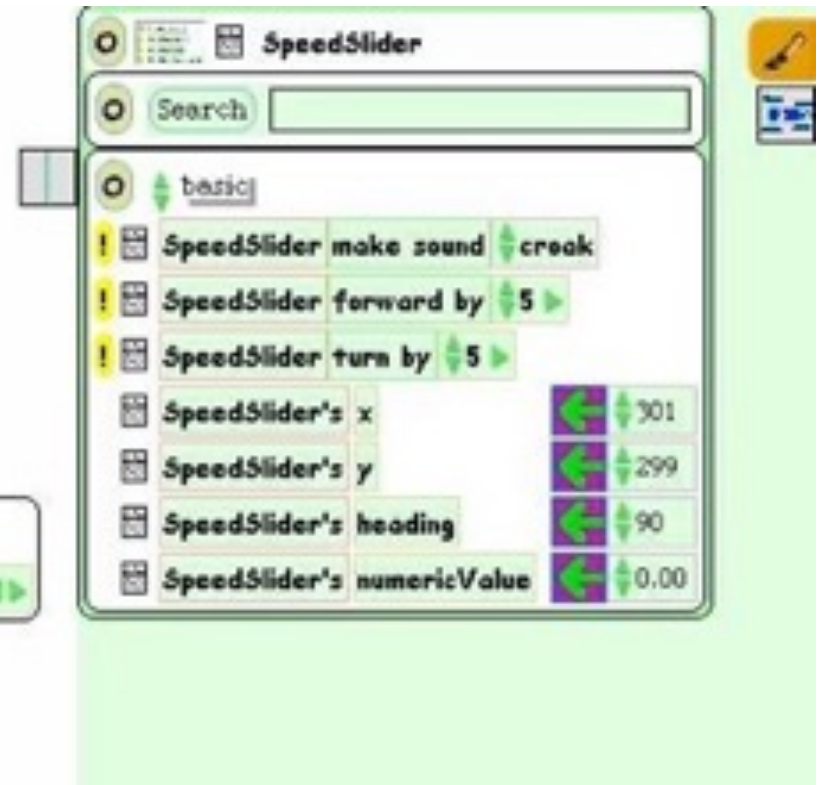 SpeedSlider
Search
basic
! SpeedSlider make sound croak
! SpeedSlider forward by 5
! SpeedSlider turn by 5
SpeedSlider's x 301
SpeedSlider's y 299
SpeedSlider's heading 90
SpeedSlider's numericValue 0.00